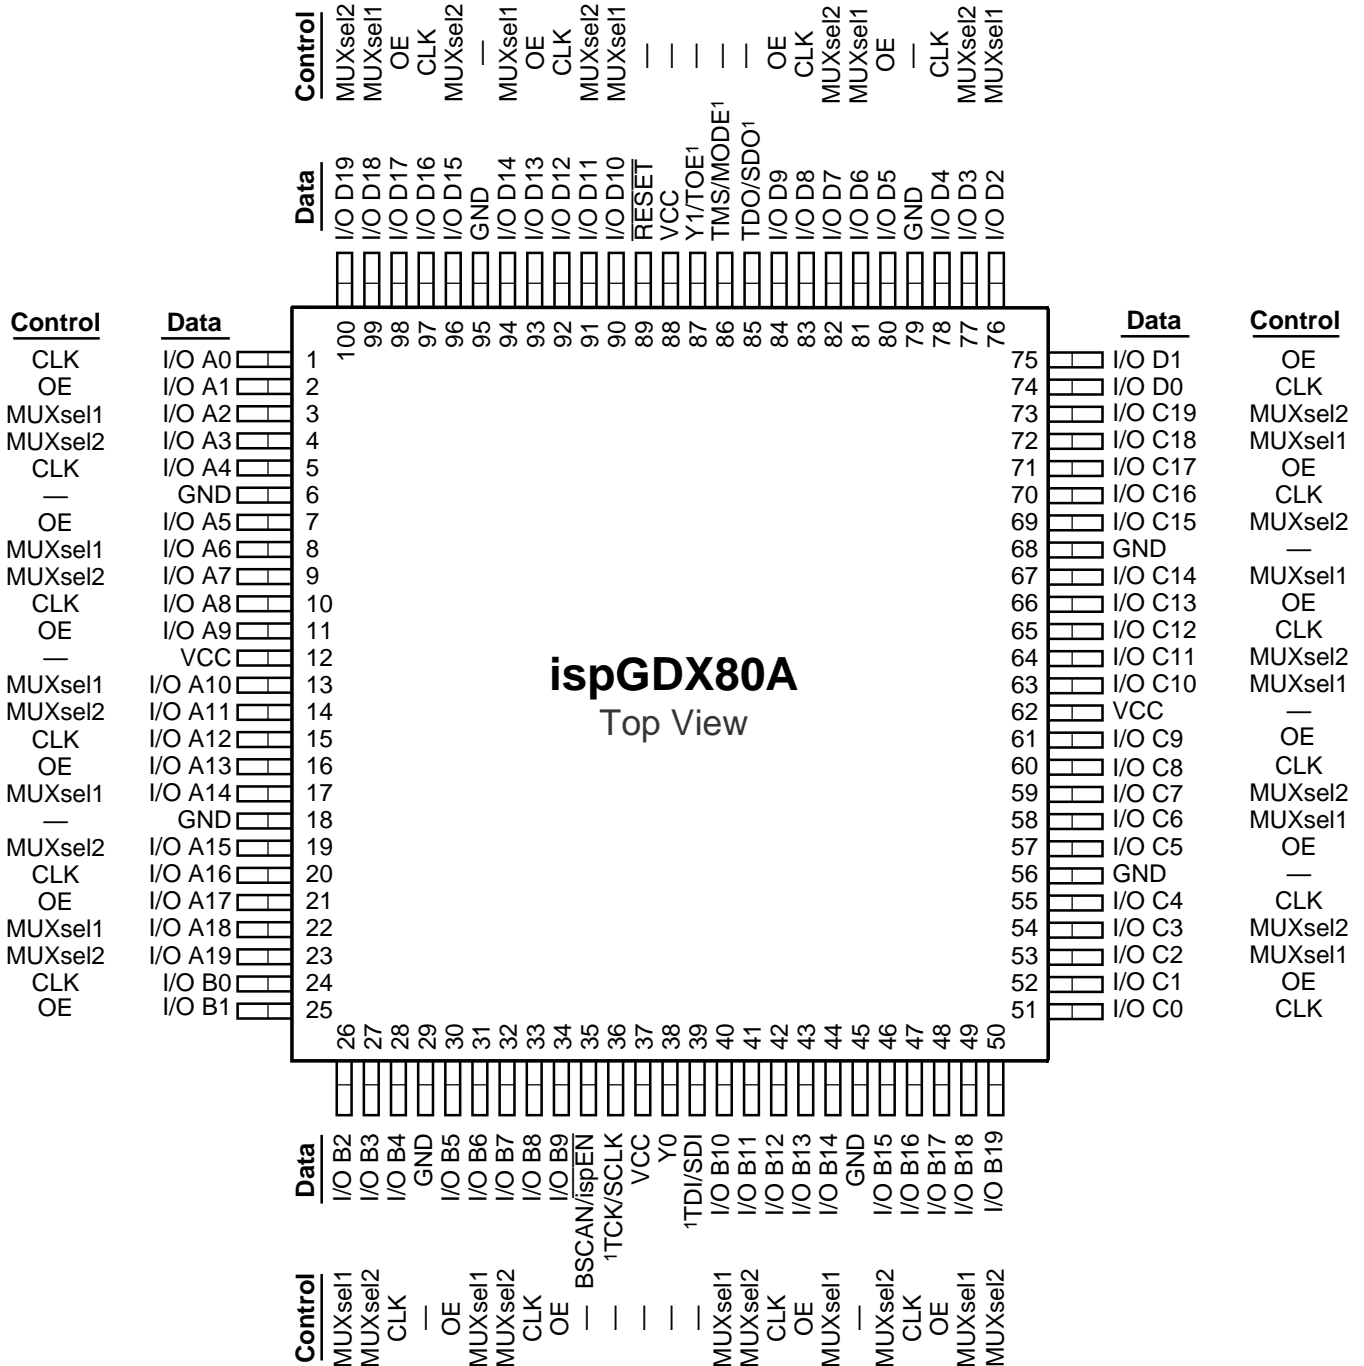 Control MUXsel2 MUXsel1 OE CLK MUXsel2 — MUXsel1 OE CLK MUXsel2 MUXsel1 — — — — — OE CLK MUXsel2 MUXsel1 OE — CLK MUXsel2 MUXsel1
Data I/O D19 I/O D18 I/O D17 I/O D16 I/O D15 GND I/O D14 I/O D13 I/O D12 I/O D11 I/O D10 RESET VCC Y1/TOE¹ TMS/MODE¹ TDO/SDO¹ I/O D9 I/O D8 I/O D7 I/O D6 I/O D5 GND I/O D4 I/O D3 I/O D2
100 99 98 97 96 95 94 93 92 91 90 89 88 87 86 85 84 83 82 81 80 79 78 77 76
Control Data Data Control
CLK I/O A0 1 75 I/O D1 OE
OE I/O A1 2 74 I/O D0 CLK
MUXsel1 I/O A2 3 73 I/O C19 MUXsel2
MUXsel2 I/O A3 4 72 I/O C18 MUXsel1
CLK I/O A4 5 71 I/O C17 OE
— GND 6 70 I/O C16 CLK
OE I/O A5 7 69 I/O C15 MUXsel2
MUXsel1 I/O A6 8 68 GND —
MUXsel2 I/O A7 9 67 I/O C14 MUXsel1
CLK I/O A8 10 66 I/O C13 OE
OE I/O A9 11 65 I/O C12 CLK
— VCC 12 64 I/O C11 MUXsel2
MUXsel1 I/O A10 13 63 I/O C10 MUXsel1
MUXsel2 I/O A11 14 62 VCC —
CLK I/O A12 15 61 I/O C9 OE
OE I/O A13 16 60 I/O C8 CLK
MUXsel1 I/O A14 17 59 I/O C7 MUXsel2
— GND 18 58 I/O C6 MUXsel1
MUXsel2 I/O A15 19 57 I/O C5 OE
CLK I/O A16 20 56 GND —
OE I/O A17 21 55 I/O C4 CLK
MUXsel1 I/O A18 22 54 I/O C3 MUXsel2
MUXsel2 I/O A19 23 53 I/O C2 MUXsel1
CLK I/O B0 24 52 I/O C1 OE
OE I/O B1 25 51 I/O C0 CLK
ispGDX80A
Top View
26 27 28 29 30 31 32 33 34 35 36 37 38 39 40 41 42 43 44 45 46 47 48 49 50
Data I/O B2 I/O B3 I/O B4 GND I/O B5 I/O B6 I/O B7 I/O B8 I/O B9 BSCAN/ispEN ¹TCK/SCLK VCC Y0 ¹TDI/SDI I/O B10 I/O B11 I/O B12 I/O B13 I/O B14 GND I/O B15 I/O B16 I/O B17 I/O B18 I/O B19
Control MUXsel1 MUXsel2 CLK — OE MUXsel1 MUXsel2 CLK OE — — — — — MUXsel1 MUXsel2 CLK OE MUXsel1 — MUXsel2 CLK OE MUXsel1 MUXsel2